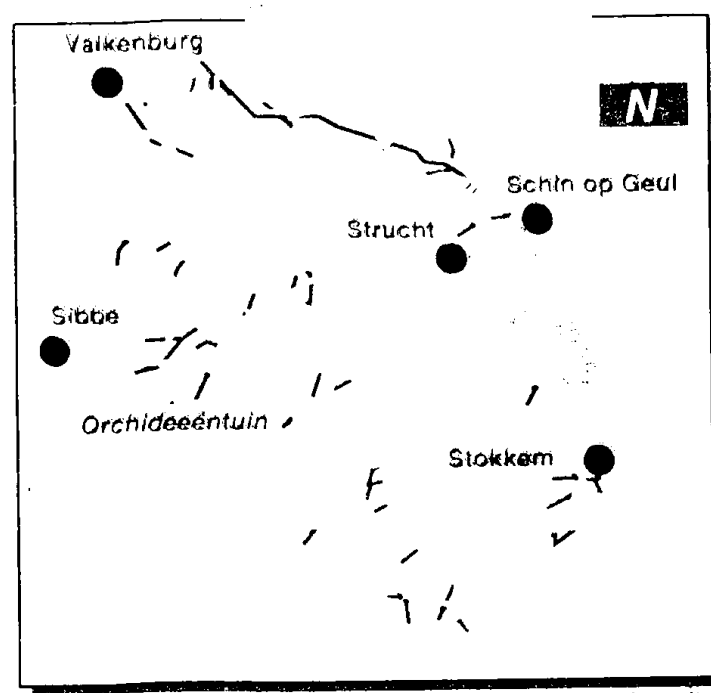 Valkenburg
N
Schin op Geul
Strucht
Sibbe
Orchideeëntuin
Stokkem